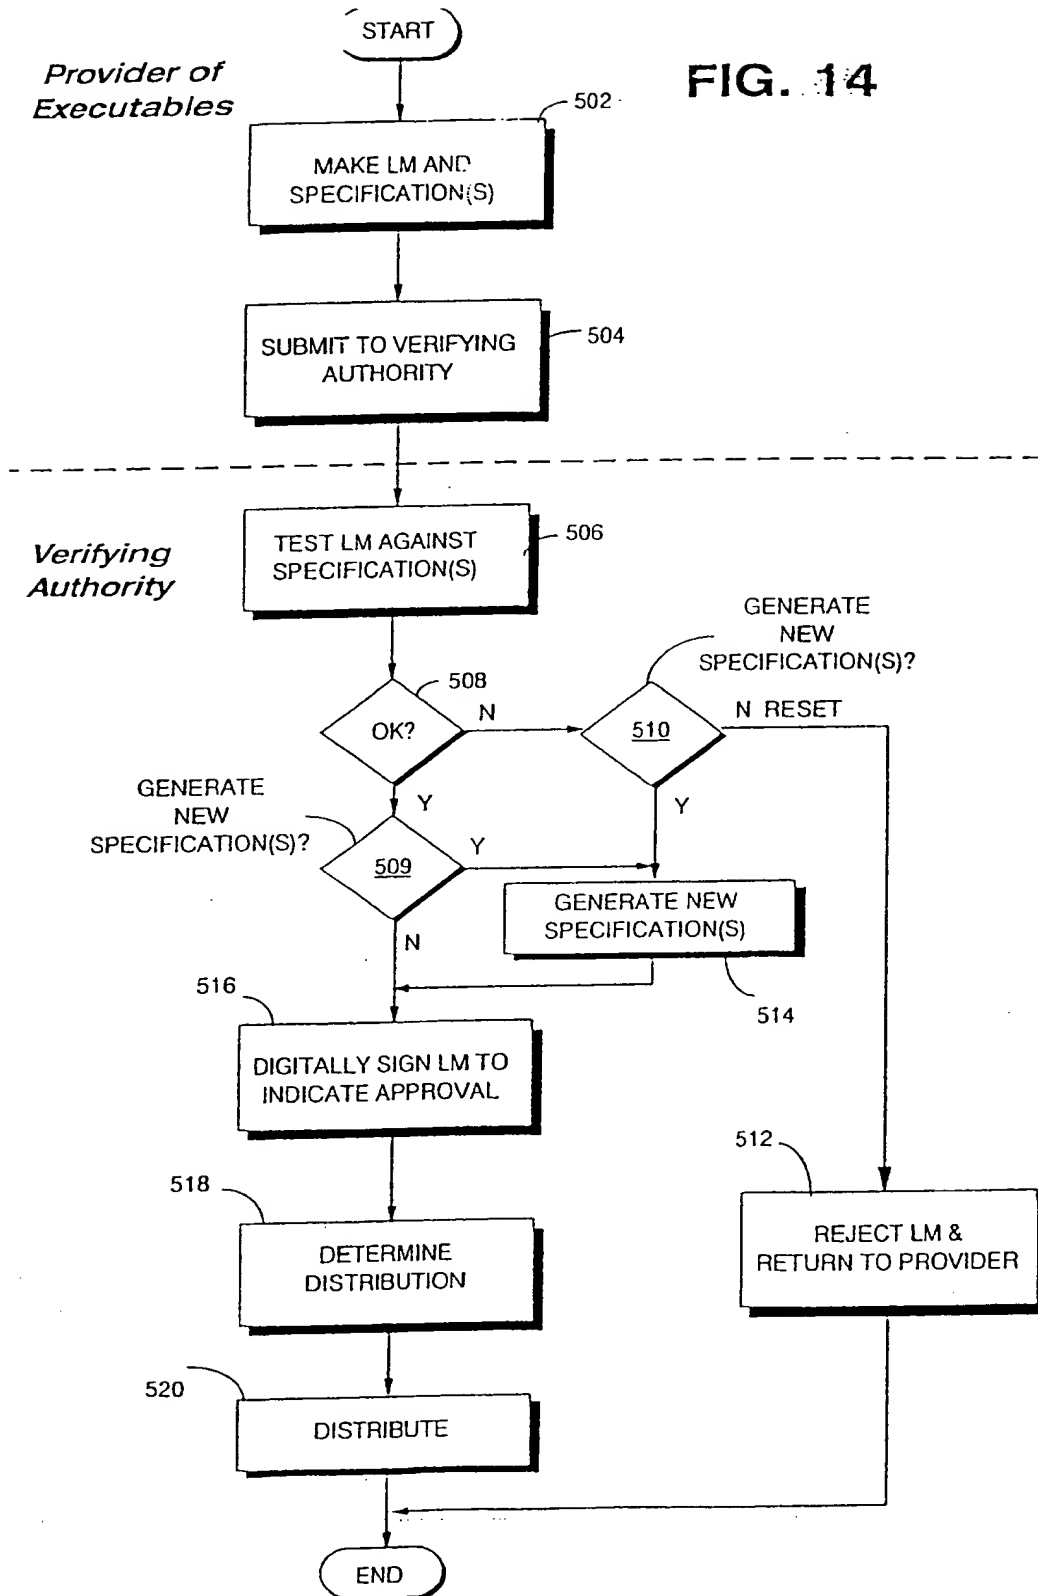 START
Provider of
Executables
FIG. 14
502
MAKE LM AND
SPECIFICATION(S)
504
SUBMIT TO VERIFYING
AUTHORITY
Verifying
Authority
506
TEST LM AGAINST
SPECIFICATION(S)
GENERATE
NEW
SPECIFICATION(S)?
508
OK?
N
510
N RESET
GENERATE
NEW
SPECIFICATION(S)?
Y
Y
509
Y
GENERATE NEW
SPECIFICATION(S)
N
514
516
DIGITALLY SIGN LM TO
INDICATE APPROVAL
512
518
REJECT LM &
RETURN TO PROVIDER
DETERMINE
DISTRIBUTION
520
DISTRIBUTE
END